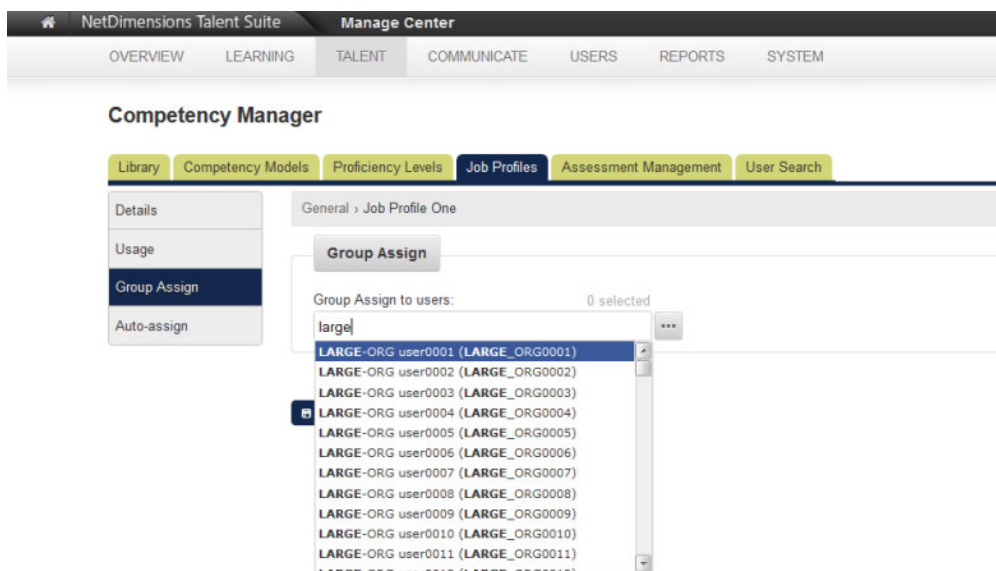 NetDimensions Talent Suite Manage Center
OVERVIEW LEARNING TALENT COMMUNICATE USERS REPORTS SYSTEM
Competency Manager
Library Competency Models Proficiency Levels Job Profiles Assessment Management User Search
Details
Usage
Group Assign
Auto-assign
General › Job Profile One
Group Assign
Group Assign to users: 0 selected
large
LARGE-ORG user0001 (LARGE_ORG0001)
LARGE-ORG user0002 (LARGE_ORG0002)
LARGE-ORG user0003 (LARGE_ORG0003)
LARGE-ORG user0004 (LARGE_ORG0004)
LARGE-ORG user0005 (LARGE_ORG0005)
LARGE-ORG user0006 (LARGE_ORG0006)
LARGE-ORG user0007 (LARGE_ORG0007)
LARGE-ORG user0008 (LARGE_ORG0008)
LARGE-ORG user0009 (LARGE_ORG0009)
LARGE-ORG user0010 (LARGE_ORG0010)
LARGE-ORG user0011 (LARGE_ORG0011)